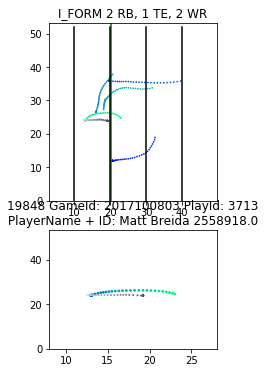 I_FORM 2 RB, 1 TE, 2 WR
50
40
30
20
10
0
10 20 30 40
19848 GameId: 2017100803 PlayId: 3713
PlayerName + ID: Matt Breida 2558918.0
40
20
0
10 15 20 25